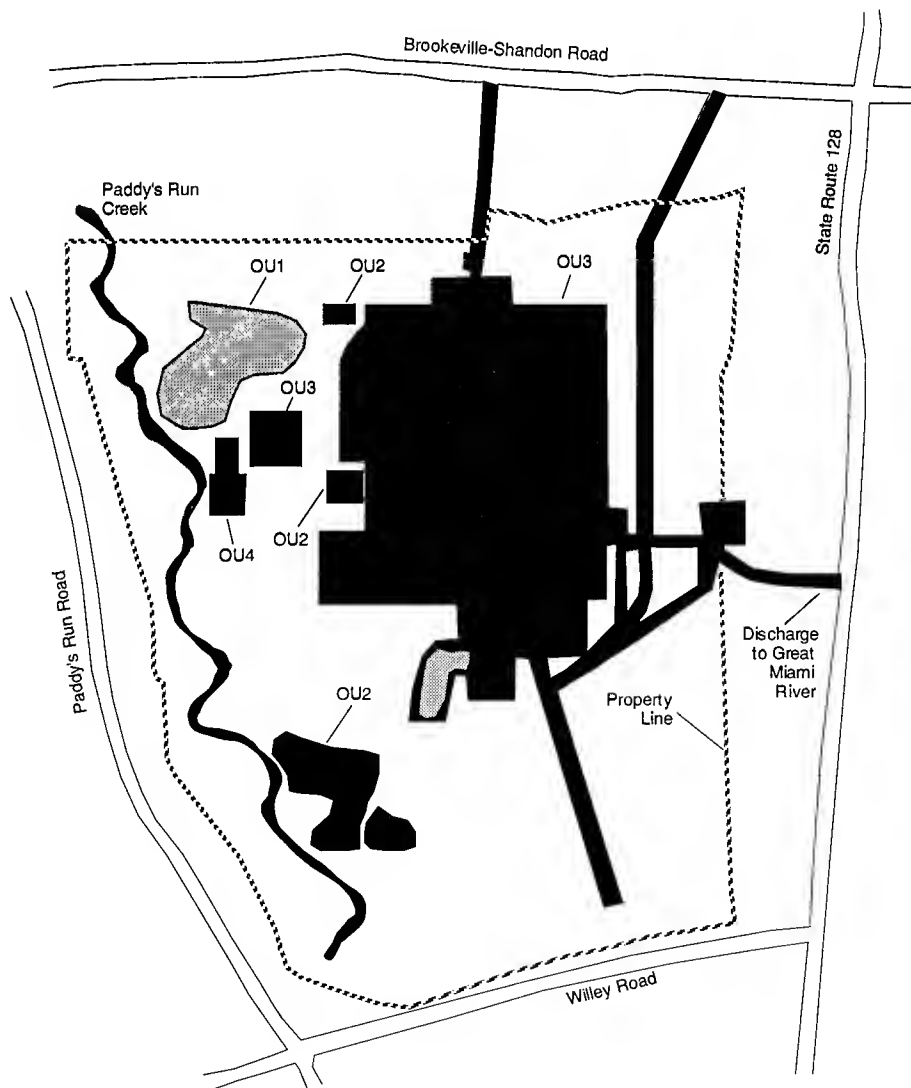 Brookeville-Shandon Road
State Route 128
Paddy's Run
Creek
OU1
OU2
OU3
OU3
OU4
OU2
Paddy's Run Road
Discharge
to Great
Miami
River
OU2
Property
Line
Willey Road